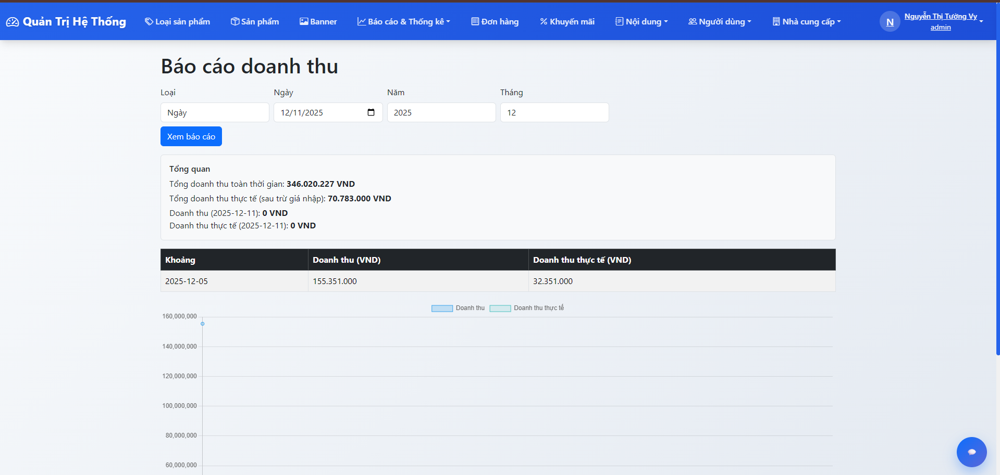 Quản Trị Hệ Thống
Loại sản phẩm
Sản phẩm
Banner
Báo cáo & Thống kê
Đơn hàng
Khuyến mãi
Nội dung
Người dùng
Nhà cung cấp
N
Nguyễn Thị Tường Vy
admin
Báo cáo doanh thu
Loại
Ngày
Năm
Tháng
Ngày
12/11/2025
2025
12
Xem báo cáo
Tổng quan
Tổng doanh thu toàn thời gian: 346.020.227 VND
Tổng doanh thu thực tế (sau trừ giá nhập): 70.783.000 VND
Doanh thu (2025-12-11): 0 VND
Doanh thu thực tế (2025-12-11): 0 VND
Khoảng
Doanh thu (VND)
Doanh thu thực tế (VND)
2025-12-05
155.351.000
32.351.000
Doanh thu
Doanh thu thực tế
160,000,000
140,000,000
120,000,000
100,000,000
80,000,000
60,000,000